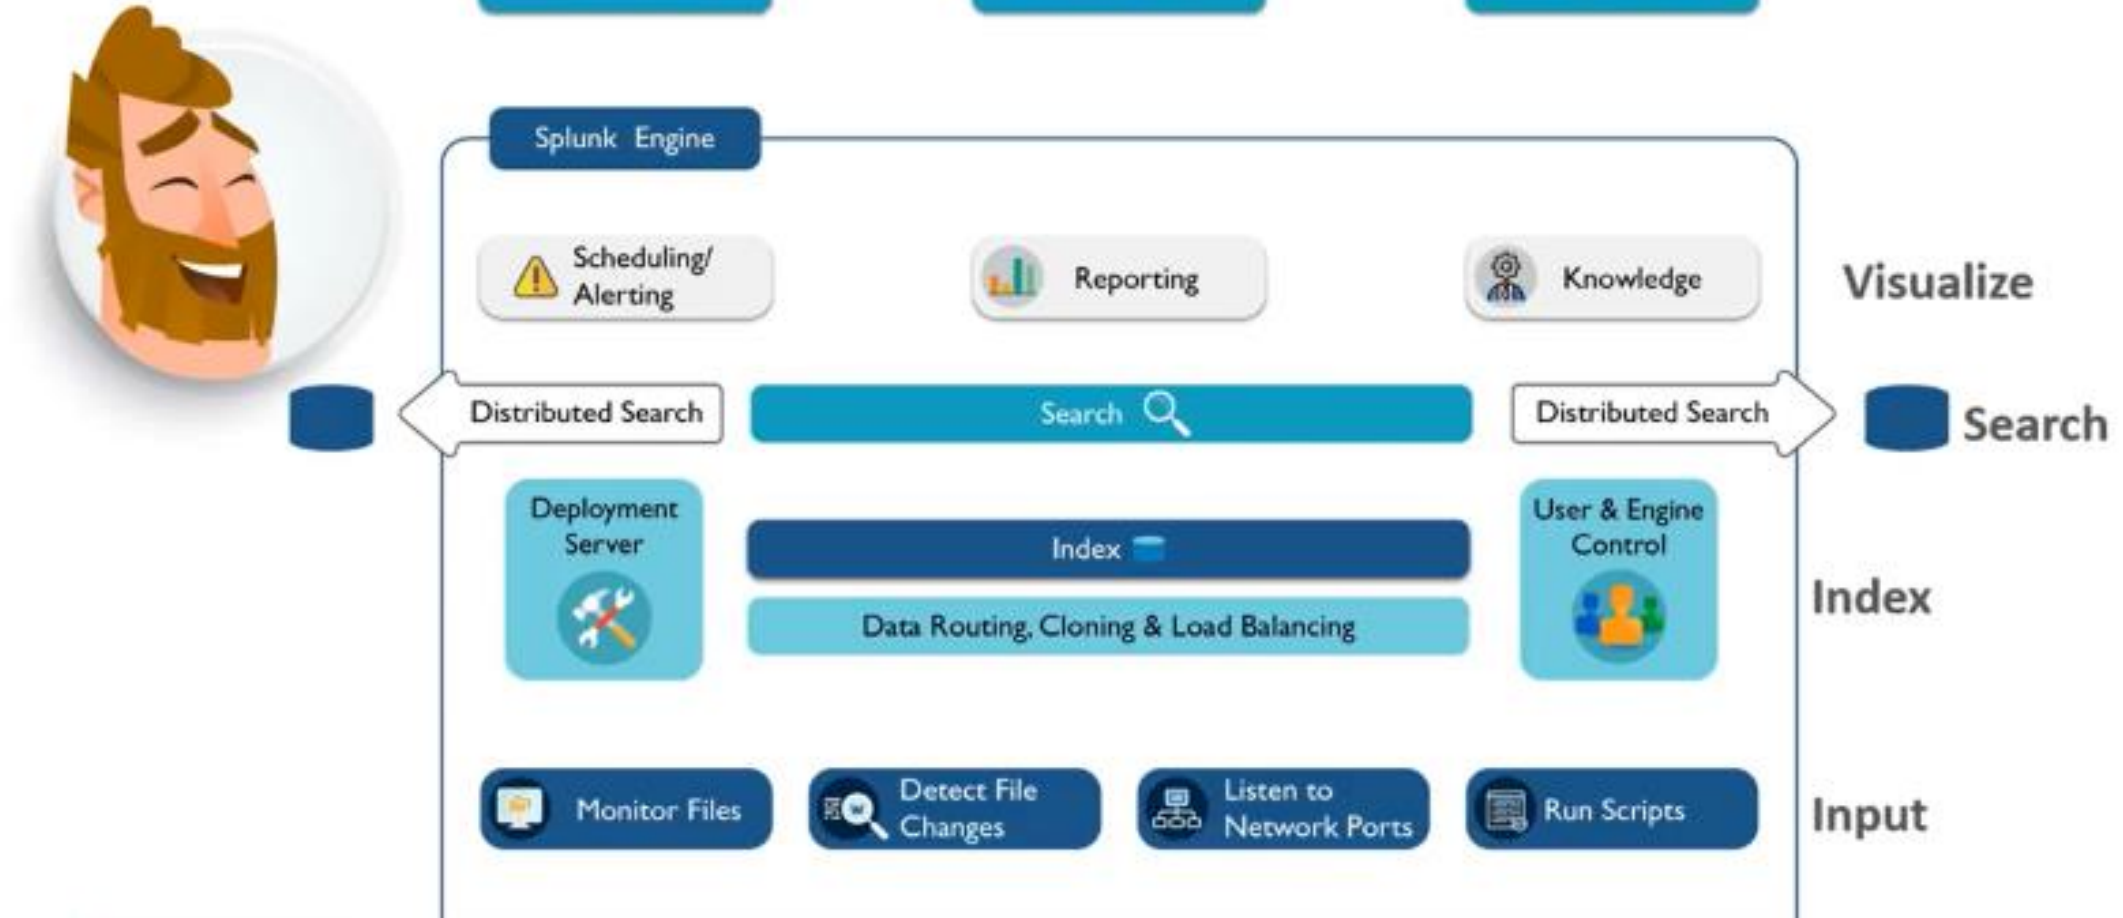 Splunk Engine
Scheduling/
Alerting
Reporting
Knowledge
Visualize
Distributed Search
Search
Distributed Search
Search
Deployment
Server
Index
Data Routing, Cloning & Load Balancing
User & Engine
Control
Index
Monitor Files
Detect File
Changes
Listen to
Network Ports
Run Scripts
Input